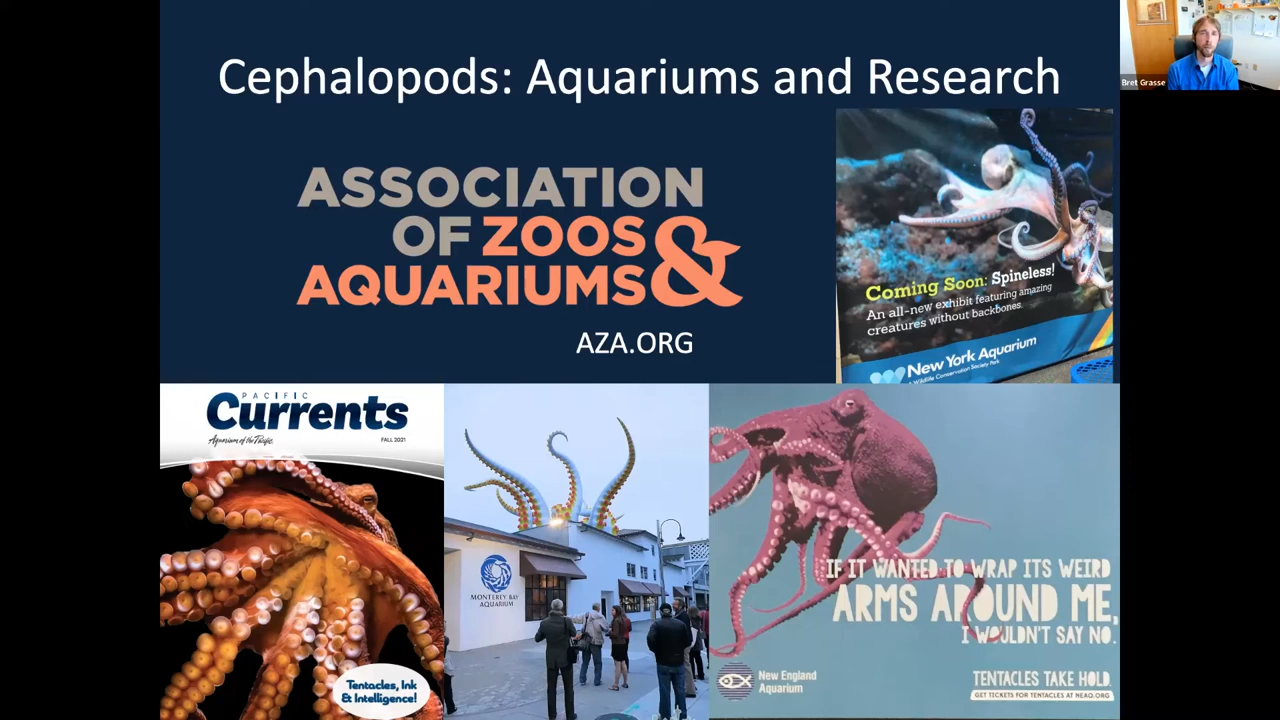 Cephalopods: Aquariums and Research
Bret Grasse
ASSOCIATION
OF ZOOS &
AQUARIUMS
AZA.ORG
Coming Soon: Spineless!
An all-new exhibit featuring amazing
creatures without backbones.
New York Aquarium
A Wildlife Conservation Society Park
PACIFIC
Currents
Aquarium of the Pacific
FALL 2021
Tentacles, Ink
& Intelligence!
MONTEREY BAY
AQUARIUM
IF IT WANTED TO WRAP ITS WEIRD
ARMS AROUND ME,
I WOULDN'T SAY NO.
New England
Aquarium
TENTACLES TAKE HOLD.
GET TICKETS FOR TENTACLES AT NEAQ.ORG